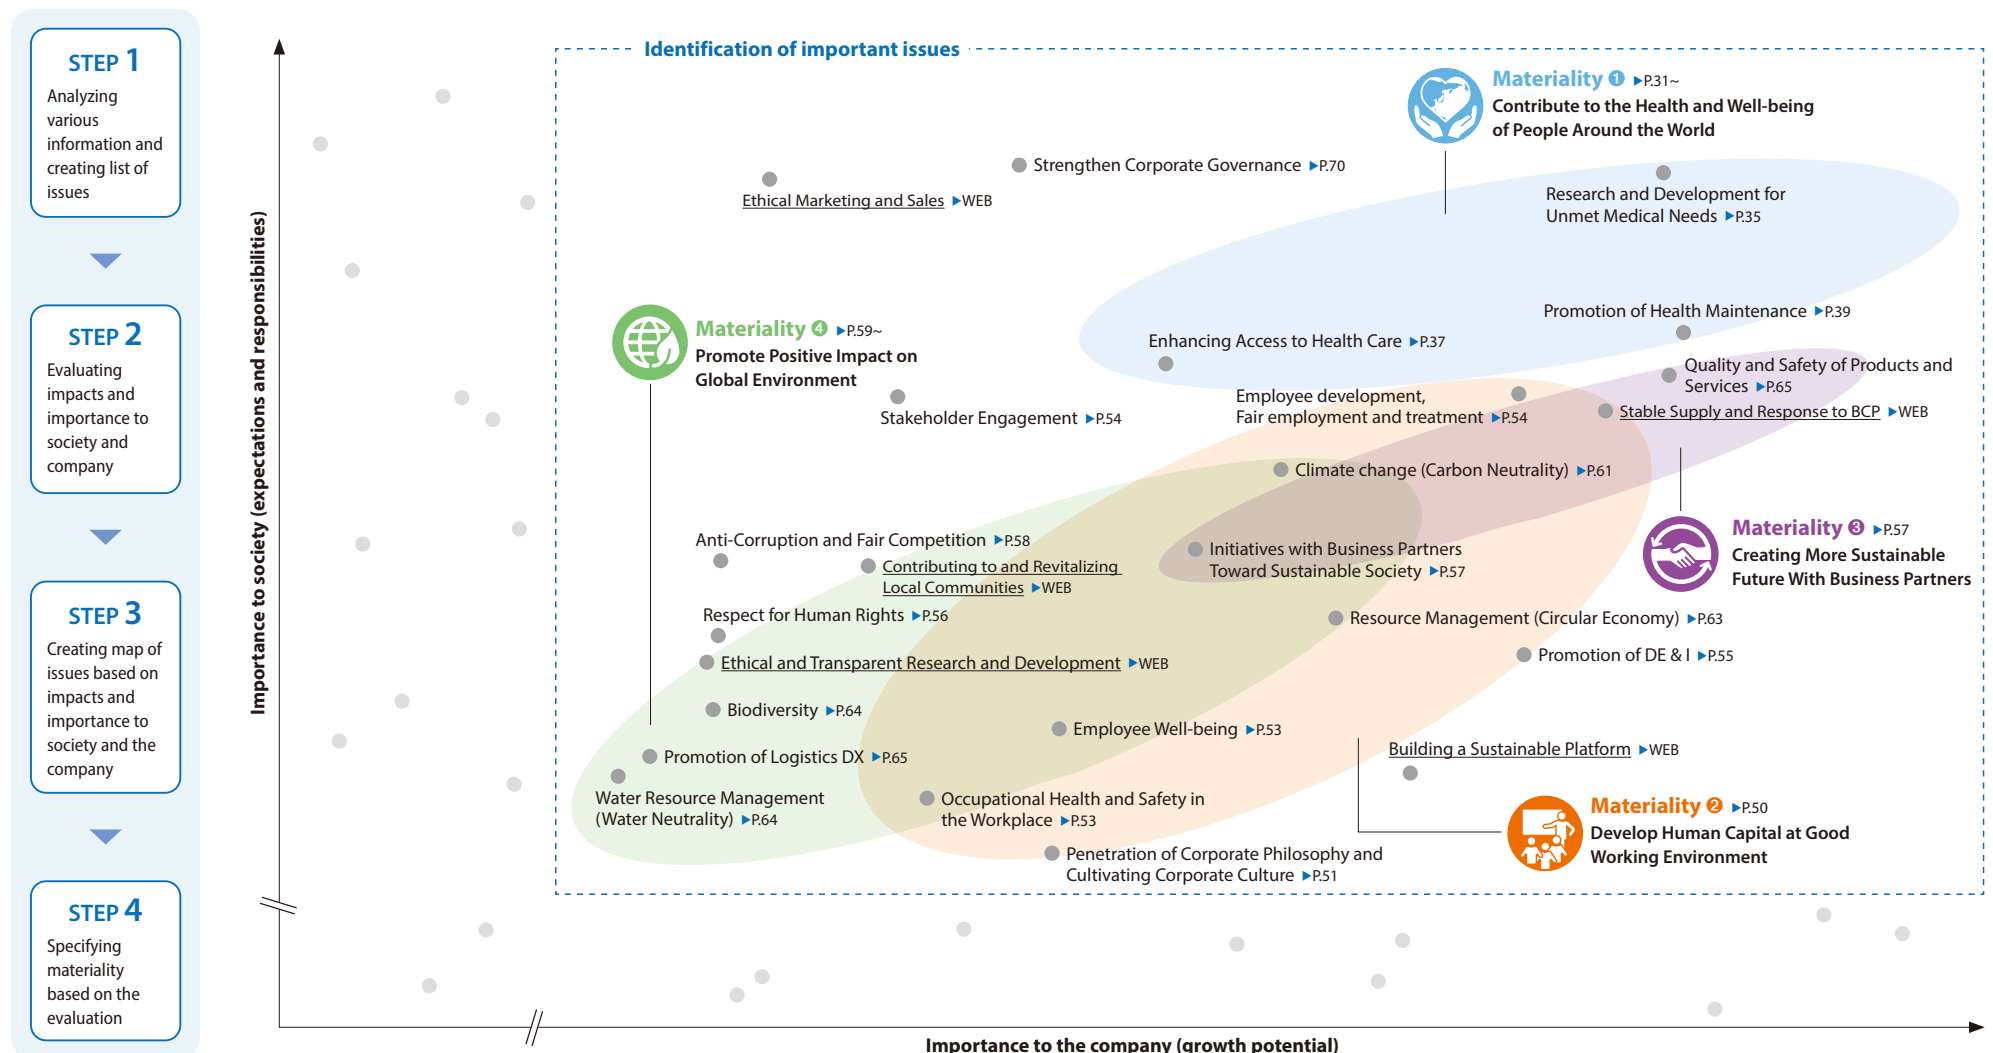 STEP 1
Analyzing
various
information and
creating list of
issues
STEP 2
Evaluating
impacts and
importance to
society and
company
STEP 3
Creating map of
issues based on
impacts and
importance to
society and the
company
STEP 4
Specifying
materiality
based on the
evaluation
Importance to society (expectations and responsibilities)
Identification of important issues
Materiality ❶ ▶P.31~
Contribute to the Health and Well-being
of People Around the World
Strengthen Corporate Governance ▶P.70
Ethical Marketing and Sales ▶WEB
Research and Development for
Unmet Medical Needs ▶P.35
Promotion of Health Maintenance ▶P.39
Materiality ❹ ▶P.59~
Promote Positive Impact on
Global Environment
Enhancing Access to Health Care ▶P.37
Quality and Safety of Products and
Services ▶P.65
Employee development,
Fair employment and treatment ▶P.54
Stable Supply and Response to BCP ▶WEB
Stakeholder Engagement ▶P.54
Climate change (Carbon Neutrality) ▶P.61
Materiality ❸ ▶P.57
Creating More Sustainable
Future With Business Partners
Anti-Corruption and Fair Competition ▶P.58
Contributing to and Revitalizing
Local Communities ▶WEB
Initiatives with Business Partners
Toward Sustainable Society ▶P.57
Respect for Human Rights ▶P.56
Resource Management (Circular Economy) ▶P.63
Ethical and Transparent Research and Development ▶WEB
Promotion of DE & I ▶P.55
Biodiversity ▶P.64
Employee Well-being ▶P.53
Promotion of Logistics DX ▶P.65
Building a Sustainable Platform ▶WEB
Water Resource Management
(Water Neutrality) ▶P.64
Occupational Health and Safety in
the Workplace ▶P.53
Materiality ❷ ▶P.50
Develop Human Capital at Good
Working Environment
Penetration of Corporate Philosophy and
Cultivating Corporate Culture ▶P.51
Importance to the company (growth potential)